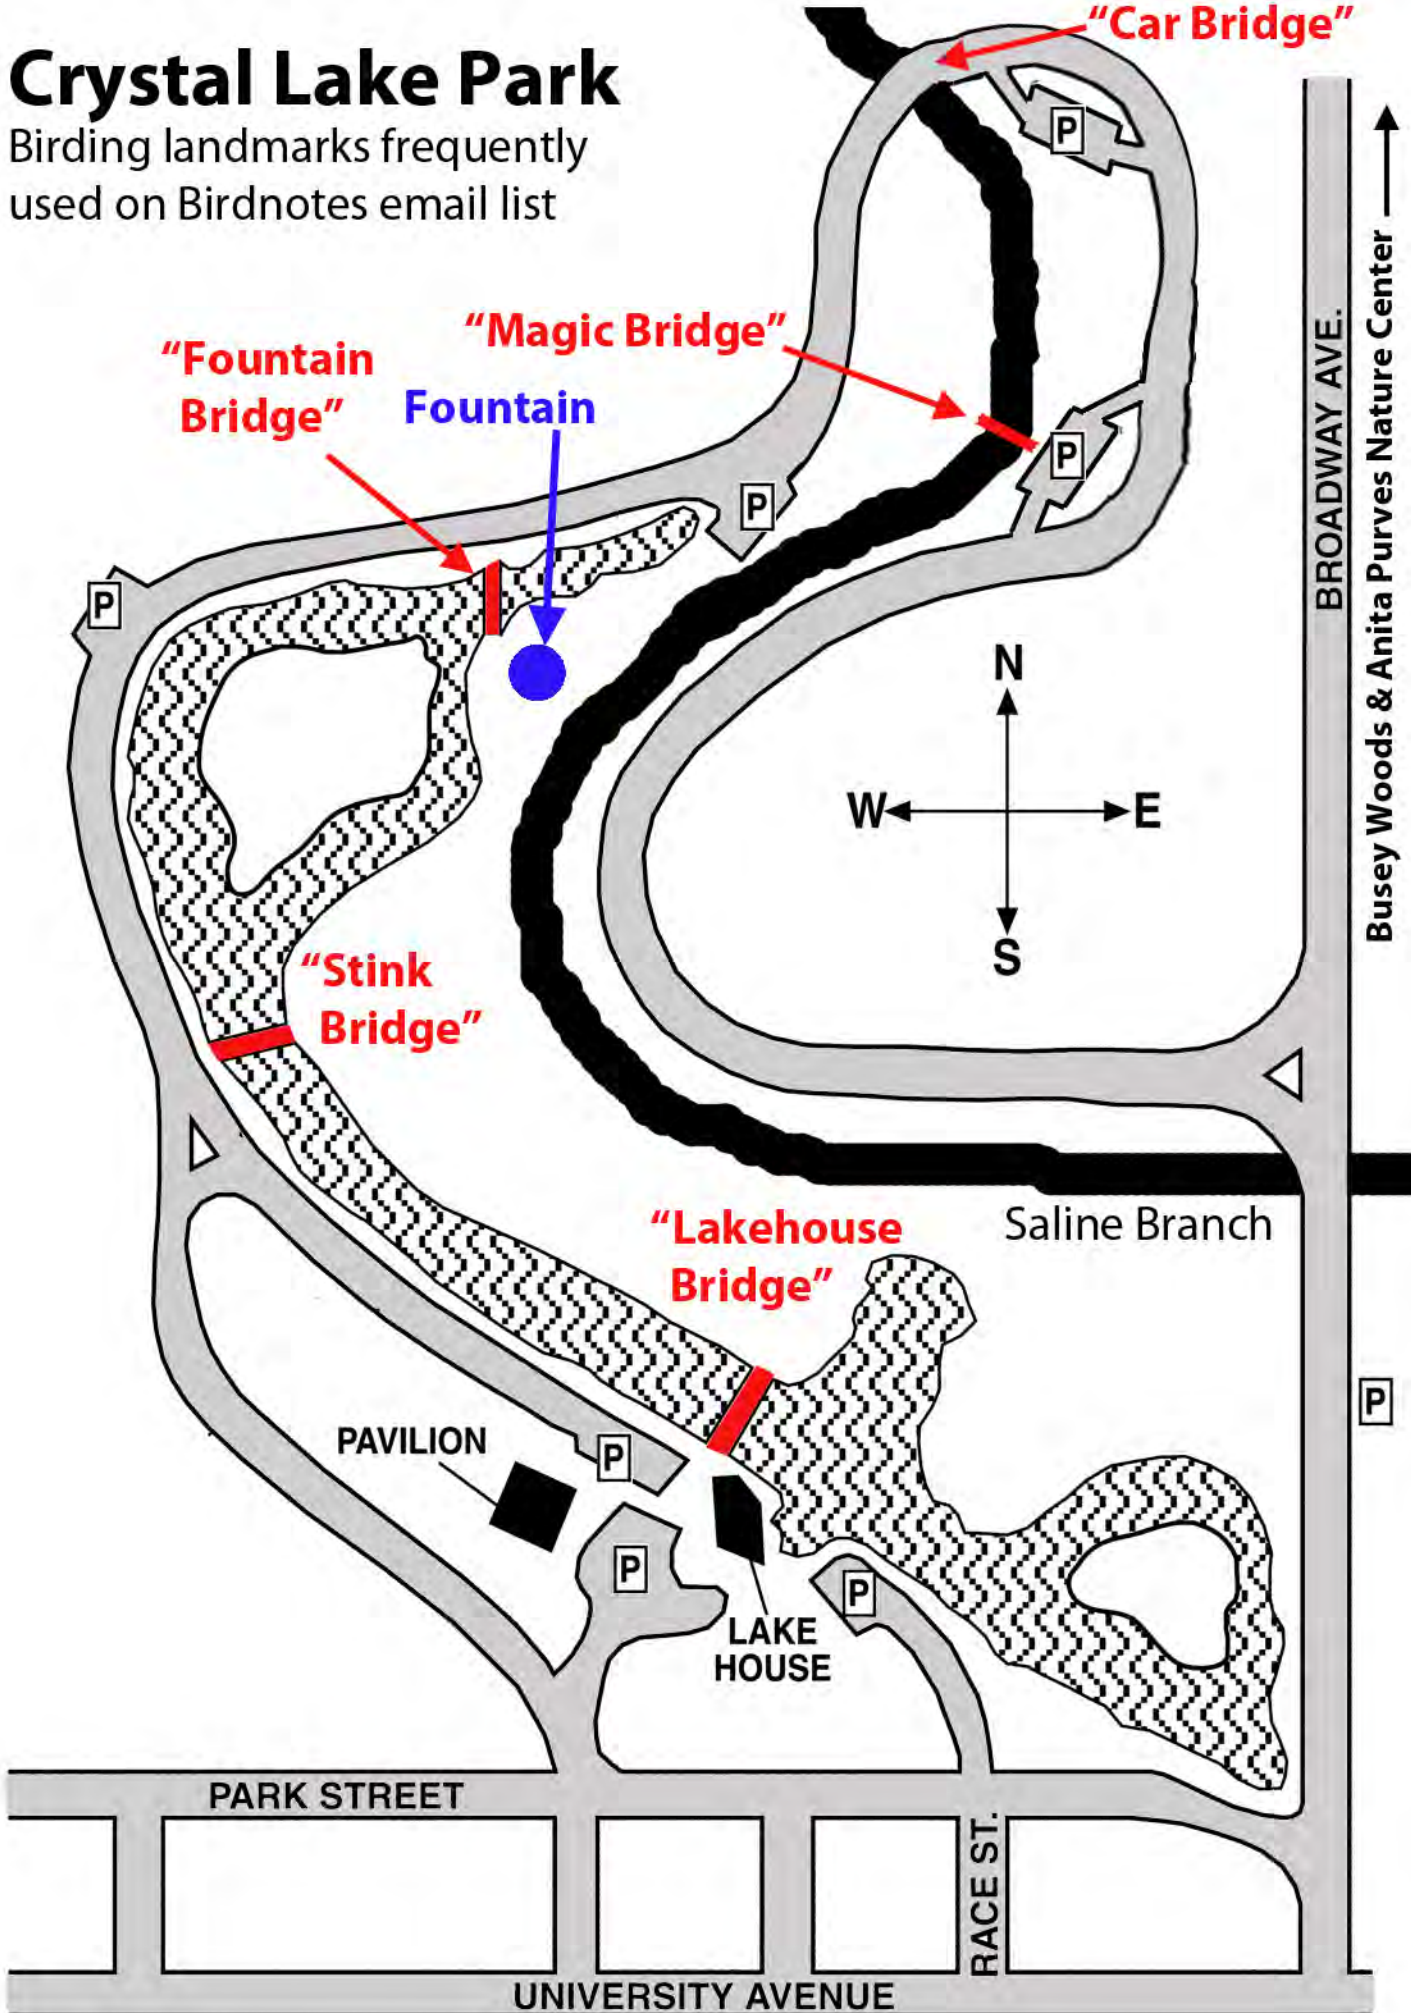 “Car Bridge”
Crystal Lake Park
Birding landmarks frequently
used on Birdnotes email list
P
“Magic Bridge”
“Fountain
Bridge”
Fountain
P
P
P
BROADWAY AVE.
Busey Woods & Anita Purves Nature Center
N
W
E
S
“Stink
Bridge”
Saline Branch
“Lakehouse
Bridge”
P
PAVILION
P
P
P
LAKE
HOUSE
PARK STREET
RACE ST.
UNIVERSITY AVENUE